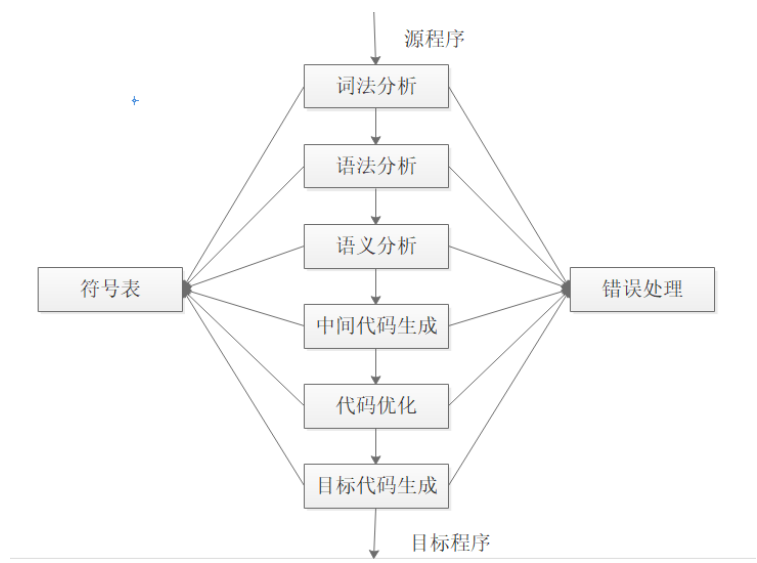 源程序
词法分析
语法分析
语义分析
符号表
错误处理
中间代码生成
代码优化
目标代码生成
目标程序